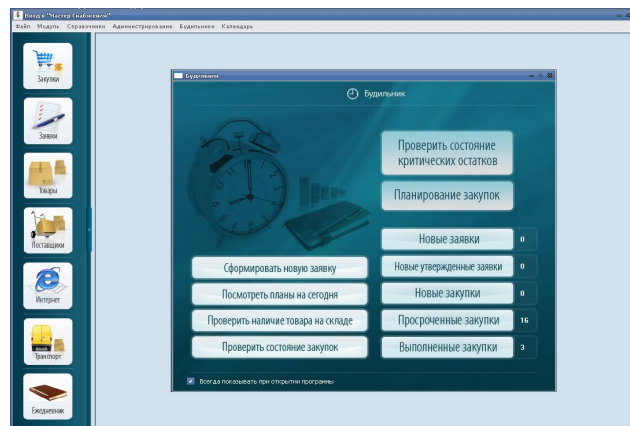 Вход в "Мастер Снабжения"
Файл Модуль Справочники Администрирование Будильники Календарь
Закупки
Заявки
Товары
Поставщики
Интернет
Транспорт
Ежедневник
Будильник
Будильник
Проверить состояние
критических остатков
Планирование закупок
Новые заявки 0
Сформировать новую заявку
Новые утвержденные заявки 0
Посмотреть планы на сегодня
Новые закупки 0
Проверить наличие товара на складе
Просроченные закупки 16
Проверить состояние закупок
Выполненные закупки 3
Всегда показывать при открытии программы